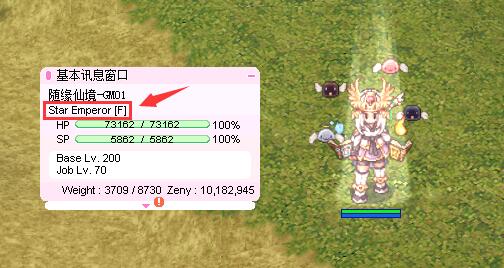 基本讯息窗口
随缘仙境-GM01
Star Emperor [F]
HP 73162 / 73162 100%
SP 5862 / 5862 100%
Base Lv. 200
Job Lv. 70
Weight : 3709 / 8730 Zeny : 10,182,945